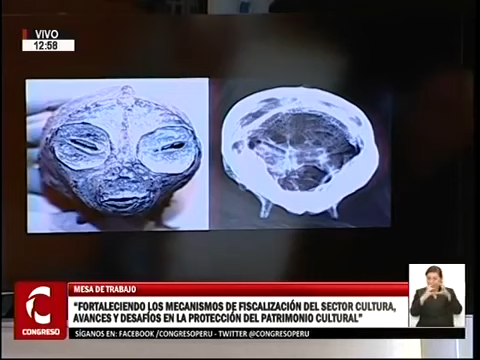 VIVO
12:58
MESA DE TRABAJO
"FORTALECIENDO LOS MECANISMOS DE FISCALIZACIÓN DEL SECTOR CULTURA,
AVANCES Y DESAFÍOS EN LA PROTECCIÓN DEL PATRIMONIO CULTURAL"
CONGRESO
SÍGANOS EN: FACEBOOK /CONGRESOPERU - TWITTER @CONGRESOPERU